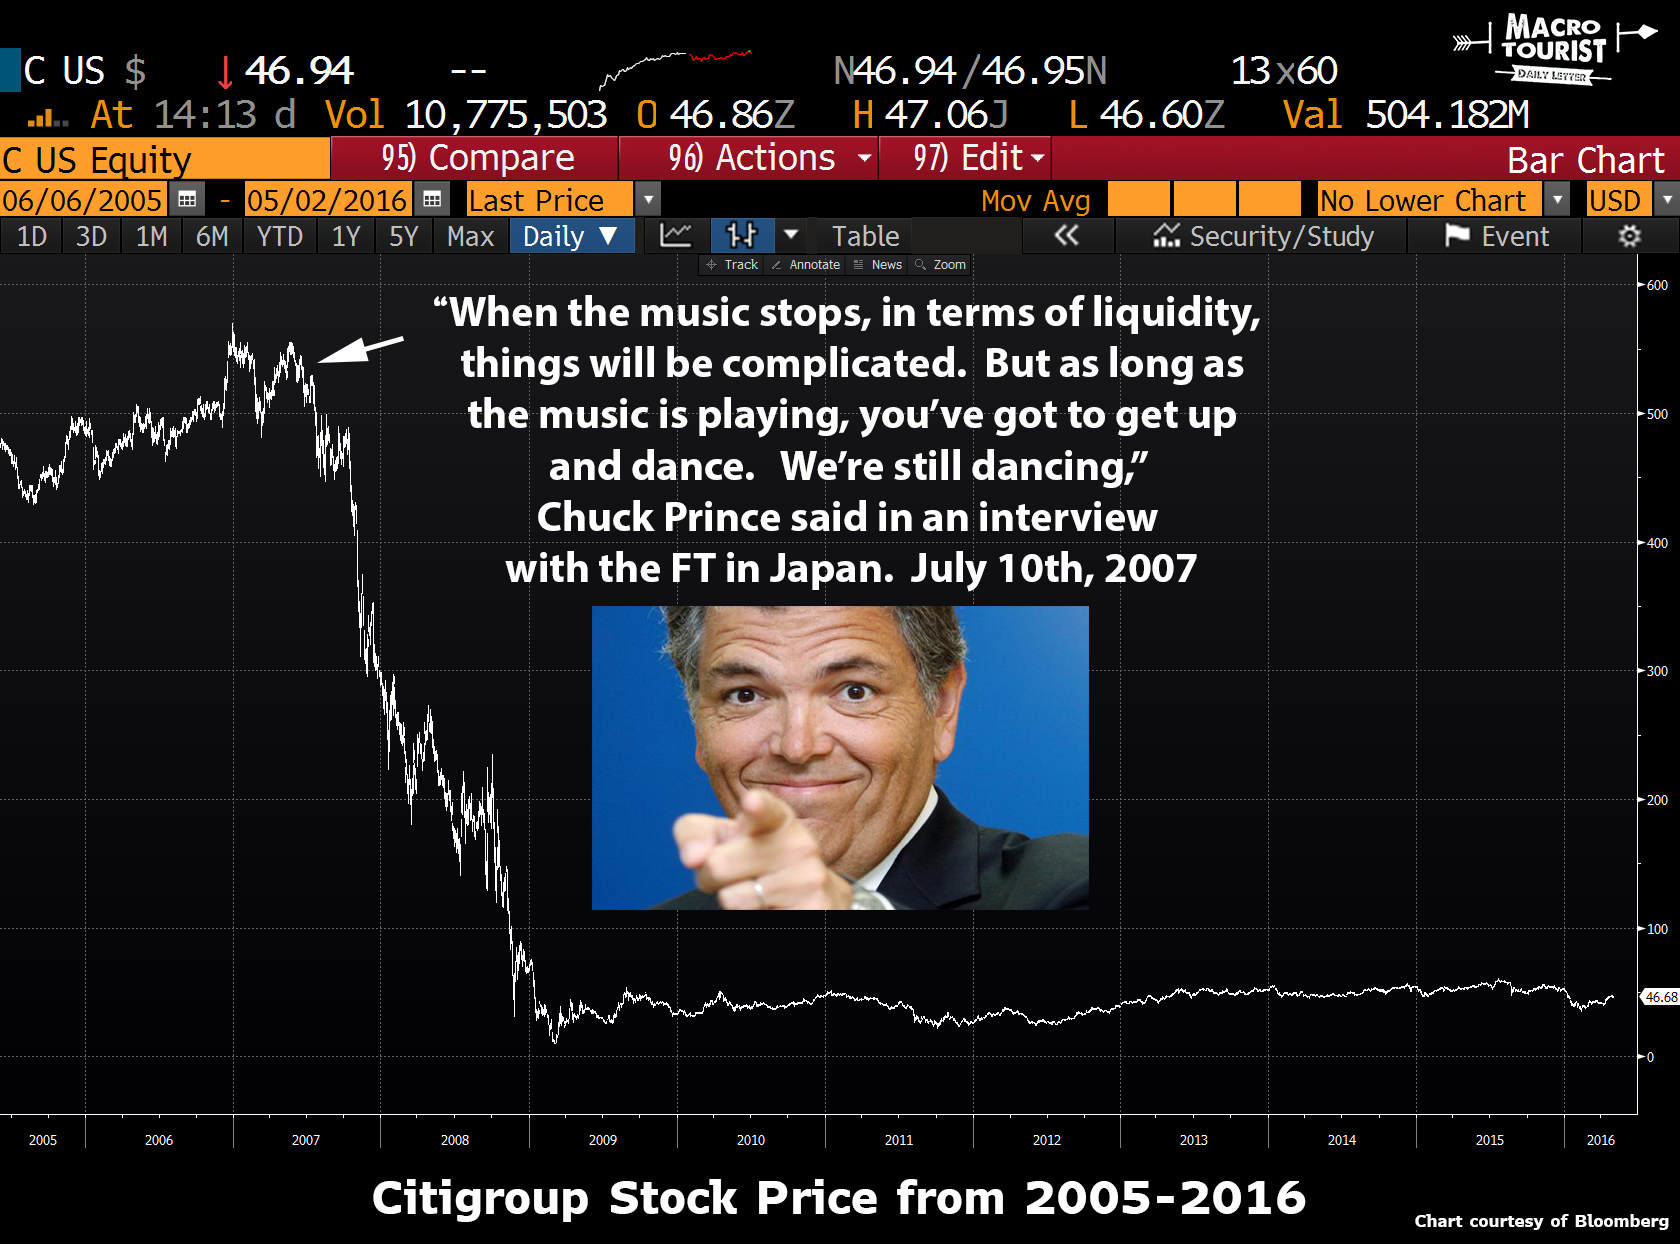 MACRO
TOURIST
DAILY LETTER
C US $ ↓ 46.94 -- N46.94/46.95N 13x60
At 14:13 d Vol 10,775,503 O 46.86Z H 47.06J L 46.60Z Val 504.182M
C US Equity 95) Compare 96) Actions 97) Edit Bar Chart
06/06/2005 - 05/02/2016 Last Price Mov Avg No Lower Chart USD
1D 3D 1M 6M YTD 1Y 5Y Max Daily ▼ Table « Security/Study Event
Track Annotate News Zoom
“When the music stops, in terms of liquidity,
things will be complicated. But as long as
the music is playing, you’ve got to get up
and dance. We’re still dancing,”
Chuck Prince said in an interview
with the FT in Japan. July 10th, 2007
600
500
400
300
200
100
46.68
0
2005 2006 2007 2008 2009 2010 2011 2012 2013 2014 2015 2016
Citigroup Stock Price from 2005-2016
Chart courtesy of Bloomberg